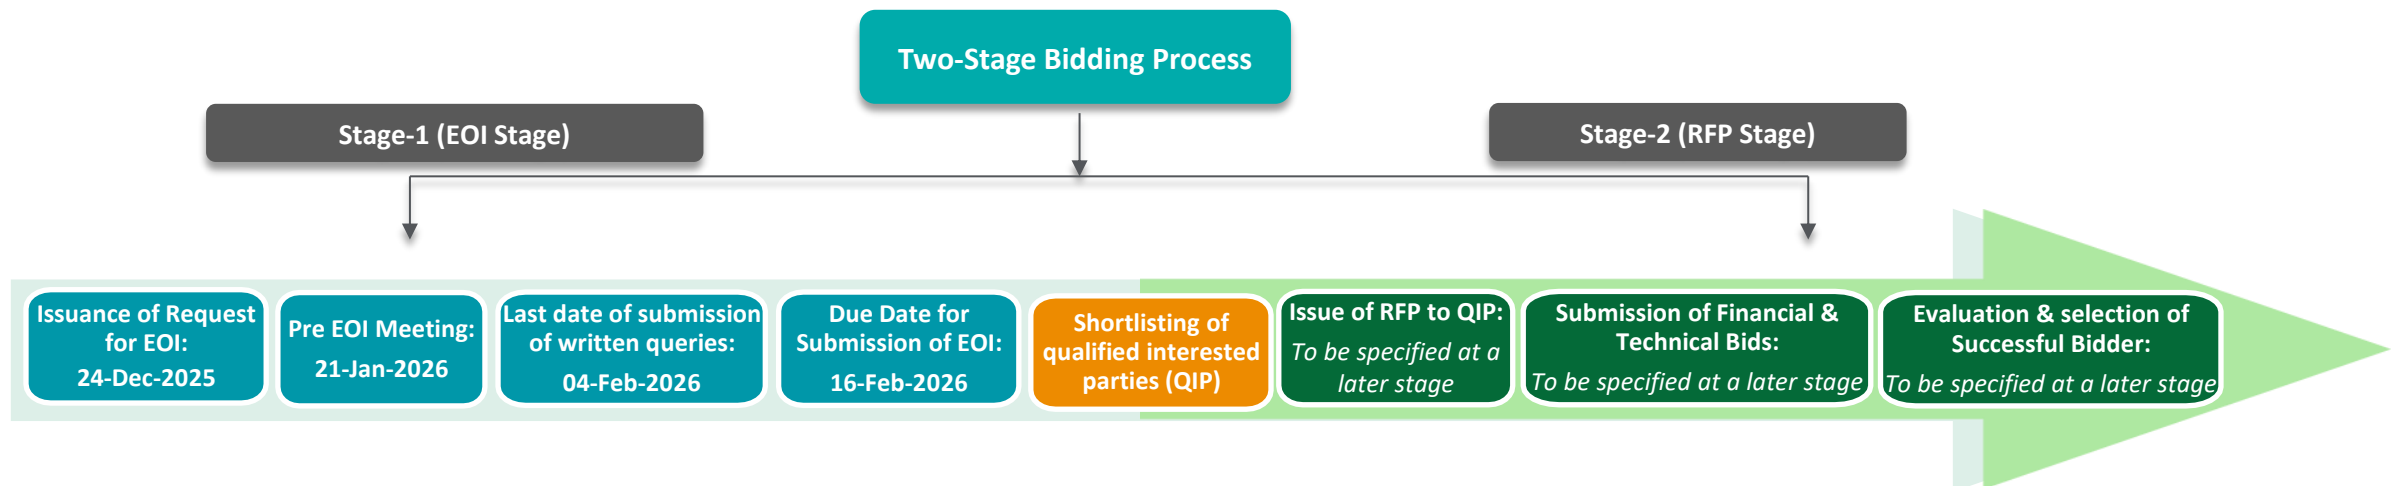 Two-Stage Bidding Process
Stage-1 (EOI Stage)
Stage-2 (RFP Stage)
Issuance of Request
for EOI:
24-Dec-2025
Pre EOI Meeting:
21-Jan-2026
Last date of submission
of written queries:
04-Feb-2026
Due Date for
Submission of EOI:
16-Feb-2026
Shortlisting of
qualified interested
parties (QIP)
Issue of RFP to QIP:
To be specified at a
later stage
Submission of Financial &
Technical Bids:
To be specified at a later stage
Evaluation & selection of
Successful Bidder:
To be specified at a later stage